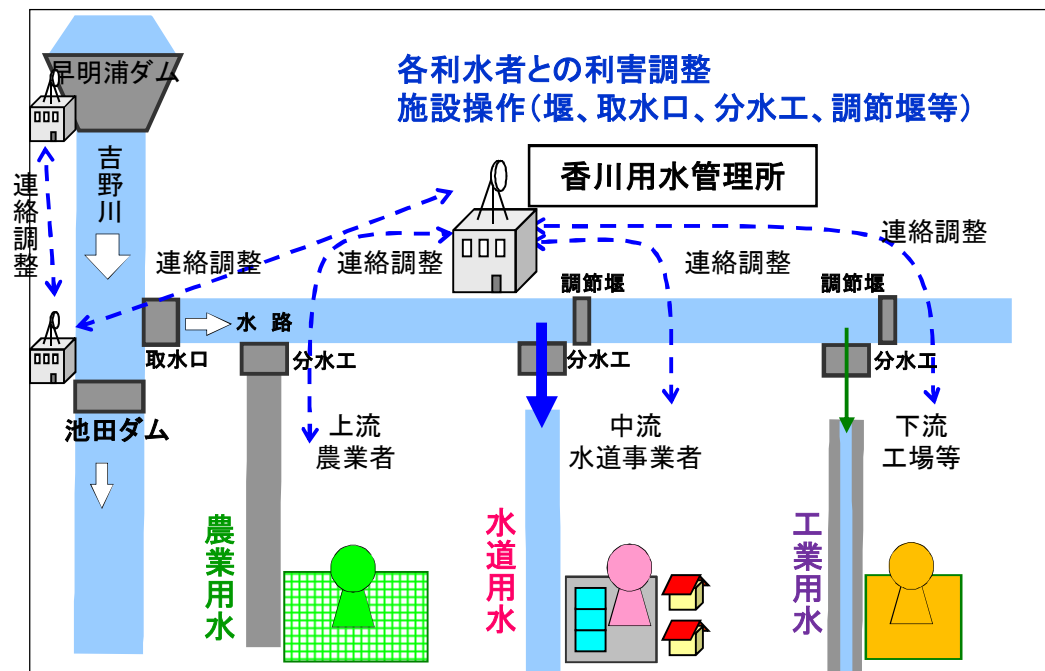 早明浦ダム
各利水者との利害調整
施設操作（堰、取水口、分水工、調節堰等）
吉野川
連絡調整
香川用水管理所
連絡調整
連絡調整
連絡調整
連絡調整
調節堰
調節堰
水 路
取水口
分水工
分水工
分水工
池田ダム
上流
農業者
中流
水道事業者
下流
工場等
農業用水
水道用水
工業用水